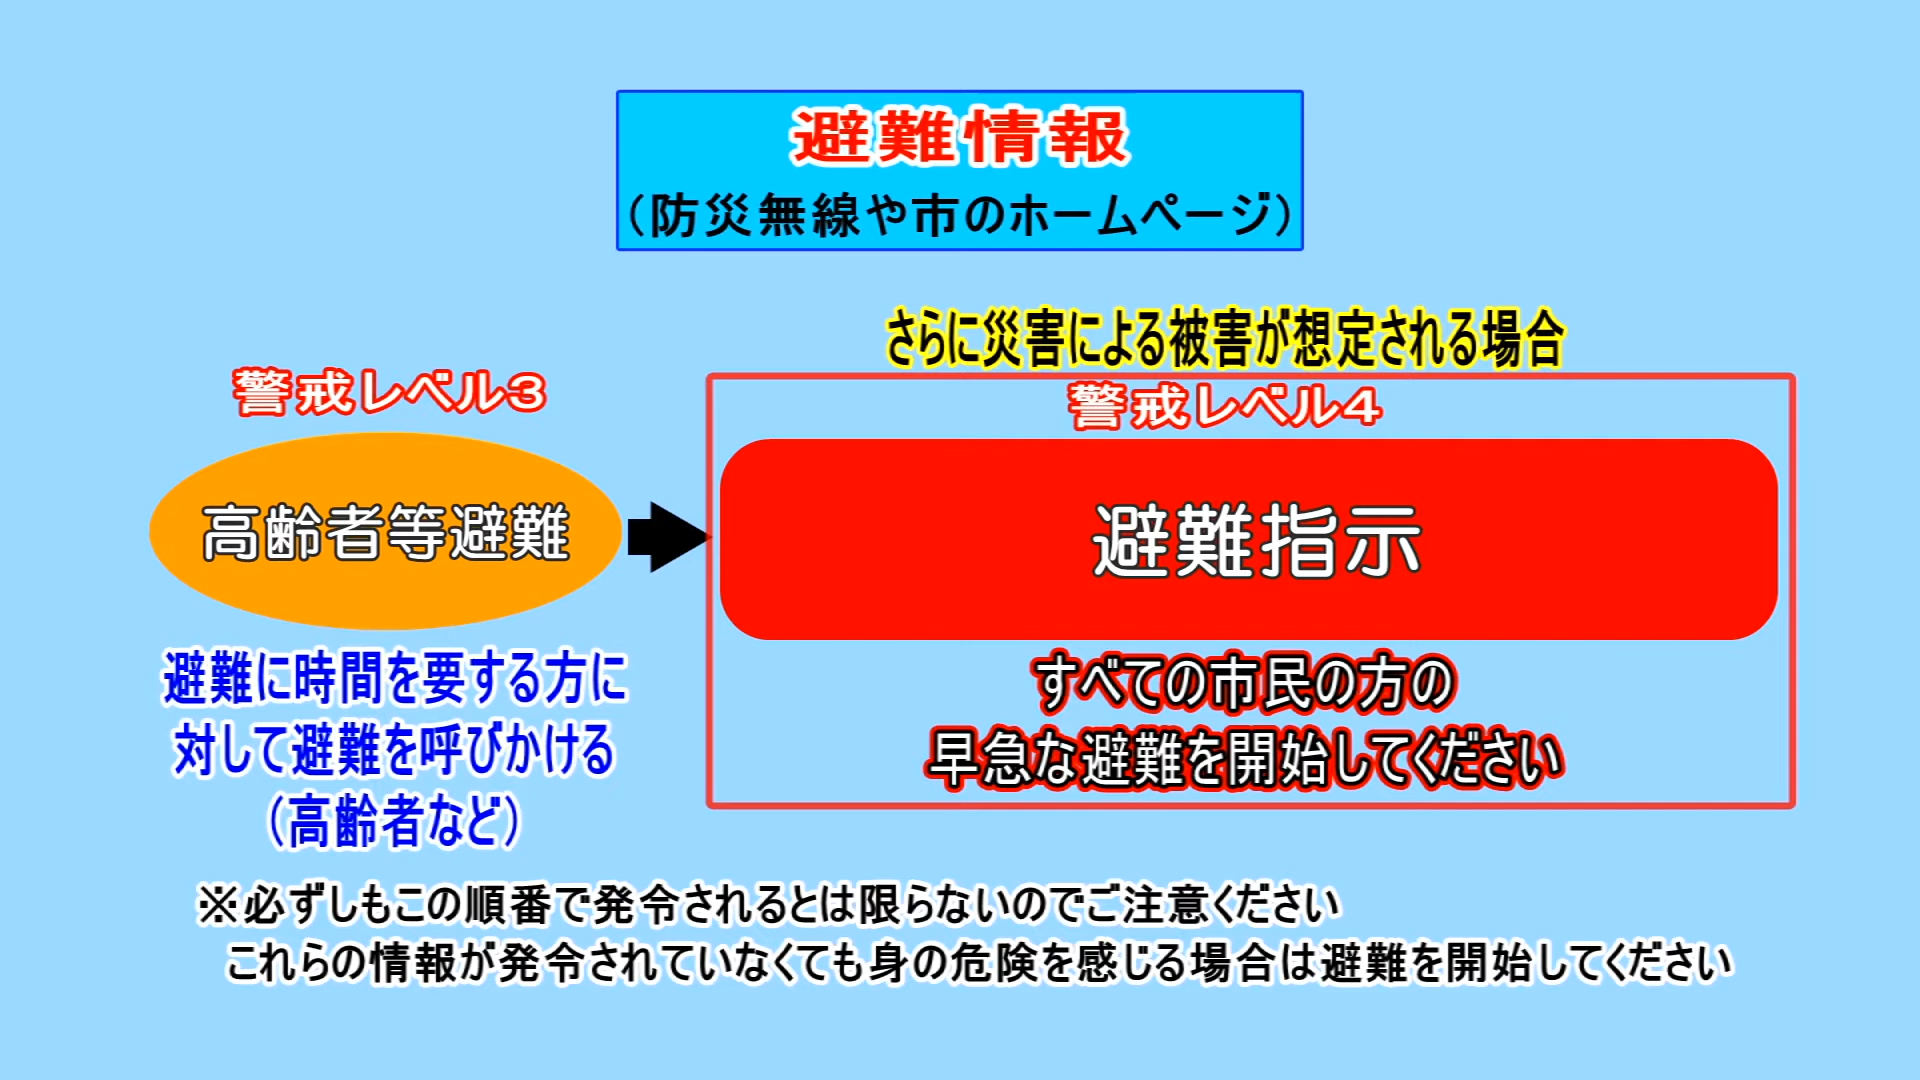 避難情報
（防災無線や市のホームページ）
さらに災害による被害が想定される場合
警戒レベル3
警戒レベル4
高齢者等避難
避難指示
避難に時間を要する方に
対して避難を呼びかける
（高齢者など）
すべての市民の方の
早急な避難を開始してください
※必ずしもこの順番で発令されるとは限らないのでご注意ください
これらの情報が発令されていなくても身の危険を感じる場合は避難を開始してください